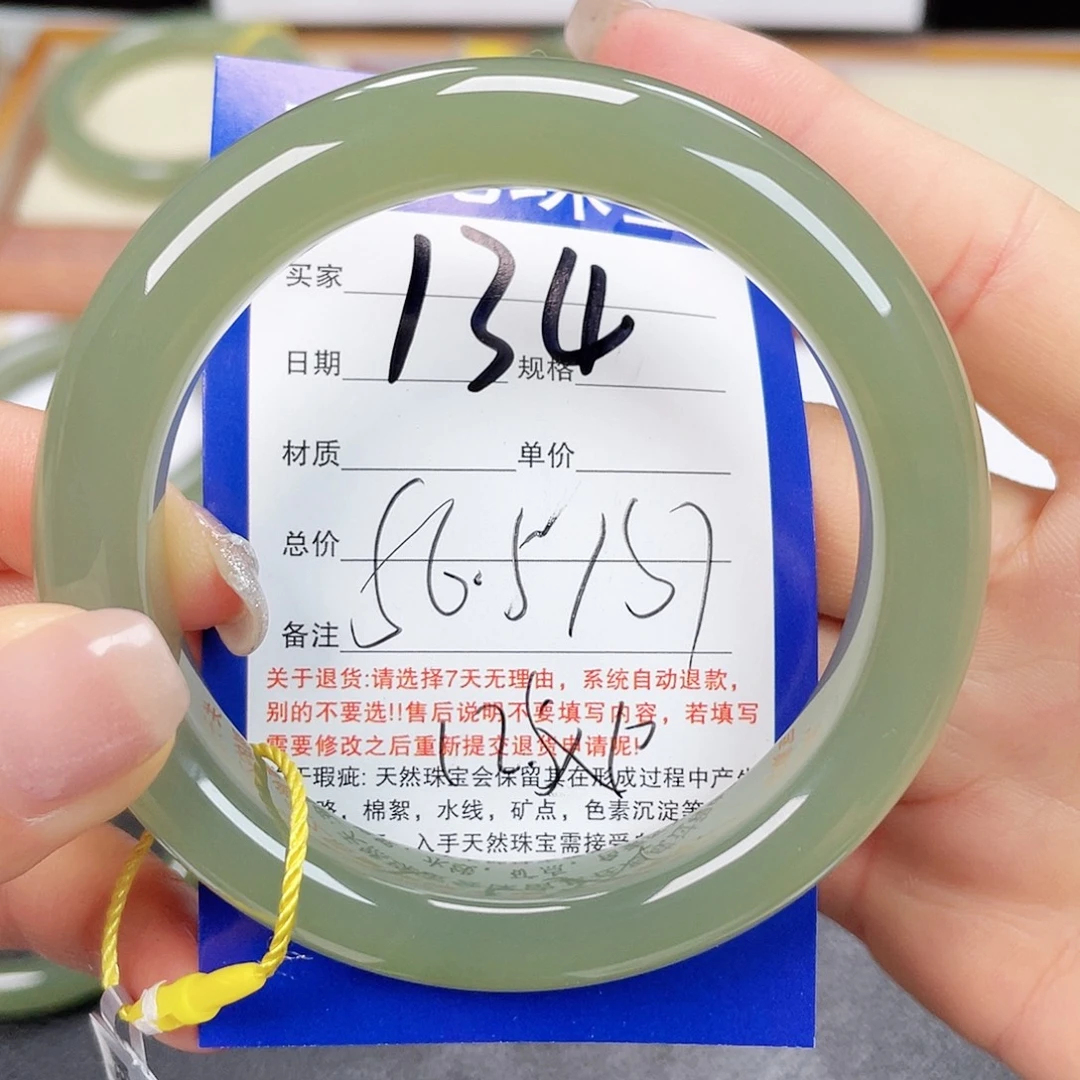 134
买家
日期 规格
材质 单价
总价
56.5/57
备注
关于退货:请选择7天无理由，系统自动退款，
别的不要选!!售后说明不要填写内容，若填写
需要修改之后重新提交退货申请呢!
瑕疵: 天然珠宝会保留其在形成过程中产
棉絮，水线，矿点，色素沉淀等
入手天然珠宝需接受